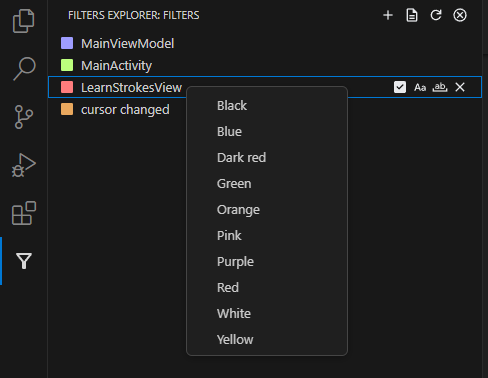 FILTERS EXPLORER: FILTERS
MainViewModel
MainActivity
LearnStrokesView Aa ab
cursor changed
Black
Blue
Dark red
Green
Orange
Pink
Purple
Red
White
Yellow